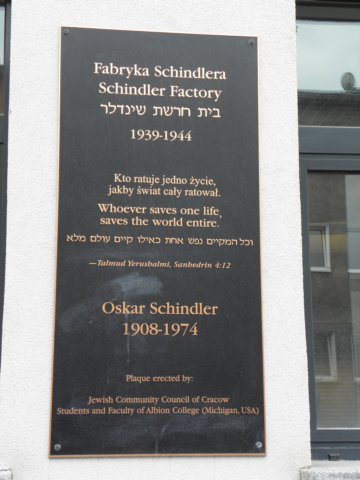 Fabryka Schindlera
Schindler Factory
בית חרשת שינדלר
1939-1944
Kto ratuje jedno życie,
jakby świat cały ratował.
Whoever saves one life,
saves the world entire.
וכל המקיים נפש אחת כאילו קיים עולם מלא
—Talmud Yerushalmi, Sanhedrin 4:12
Oskar Schindler
1908-1974
Plaque erected by:
Jewish Community Council of Cracow
Students and Faculty of Albion College (Michigan, USA)